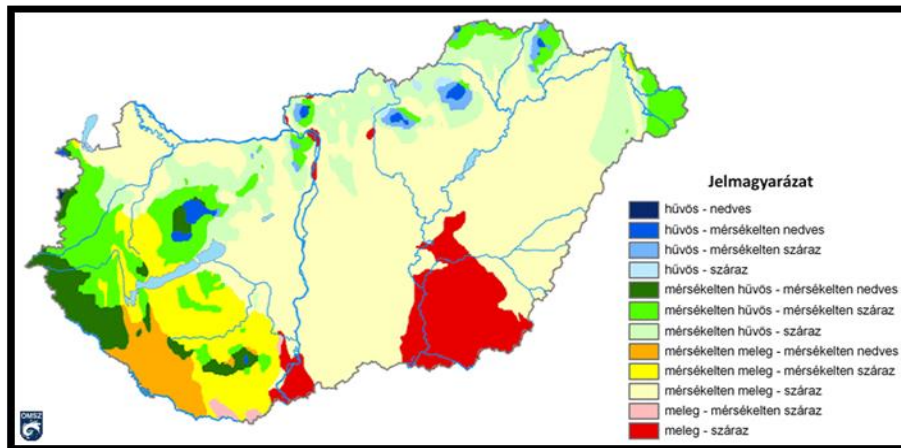 Jelmagyarázat
hűvös - nedves
hűvös - mérsékelten nedves
hűvös - mérsékelten száraz
hűvös - száraz
mérsékelten hűvös - mérsékelten nedves
mérsékelten hűvös - mérsékelten száraz
mérsékelten hűvös - száraz
mérsékelten meleg - mérsékelten nedves
mérsékelten meleg - mérsékelten száraz
mérsékelten meleg - száraz
meleg - mérsékelten száraz
meleg - száraz
OMSZ